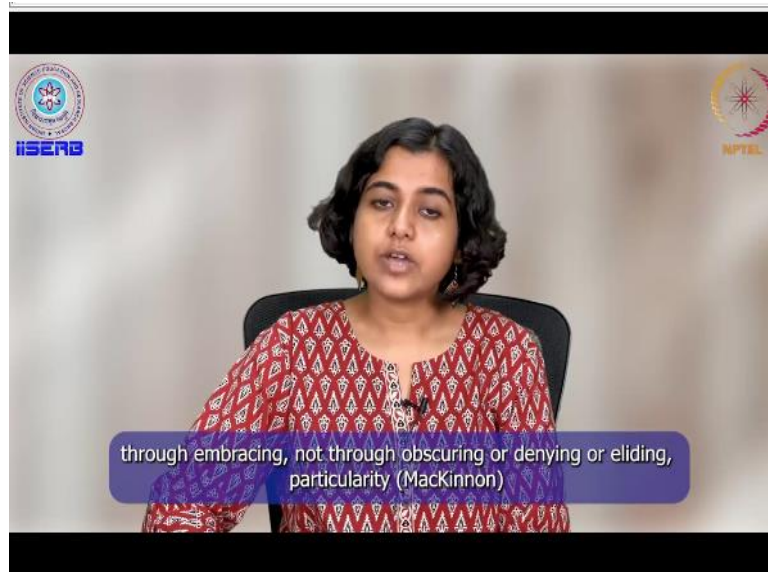 IISERB
NPTEL
through embracing, not through obscuring or denying or eliding,
particularity (MacKinnon)